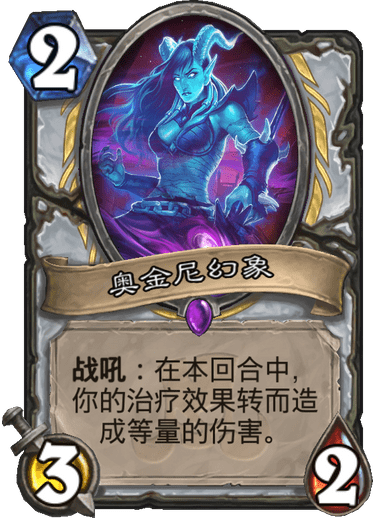 2
奥金尼幻象
战吼：在本回合中，
你的治疗效果转而造
成等量的伤害。
3
2